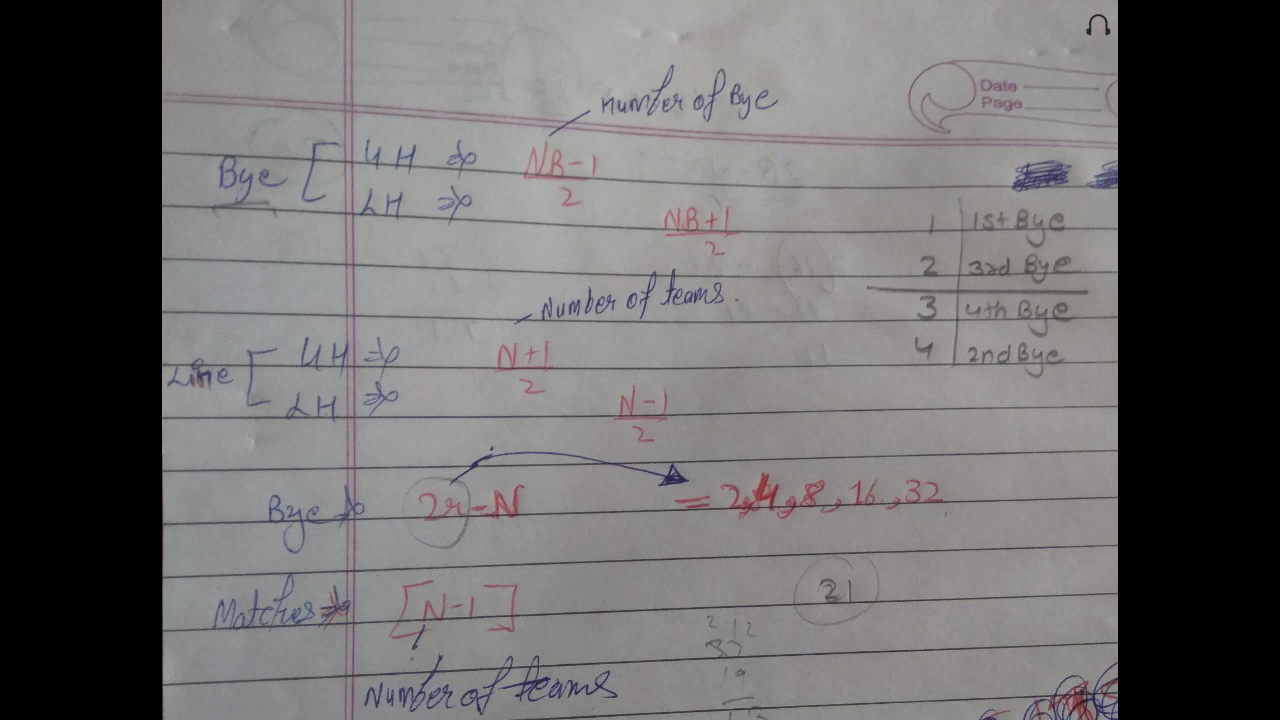 Date
Page
number of Bye
Bye [ UH ⇒ NB-1/2
LH ⇒ NB+1/2
1 | 1st Bye
2 | 3rd Bye
3 | 4th Bye
4 | 2nd Bye
Number of teams.
Line [ UH ⇒ N+1/2
LH ⇒ N-1/2
Bye ⇒ 2r-N = 2,4,8,16,32
Matches ⇒ [N-1]
21
Number of teams